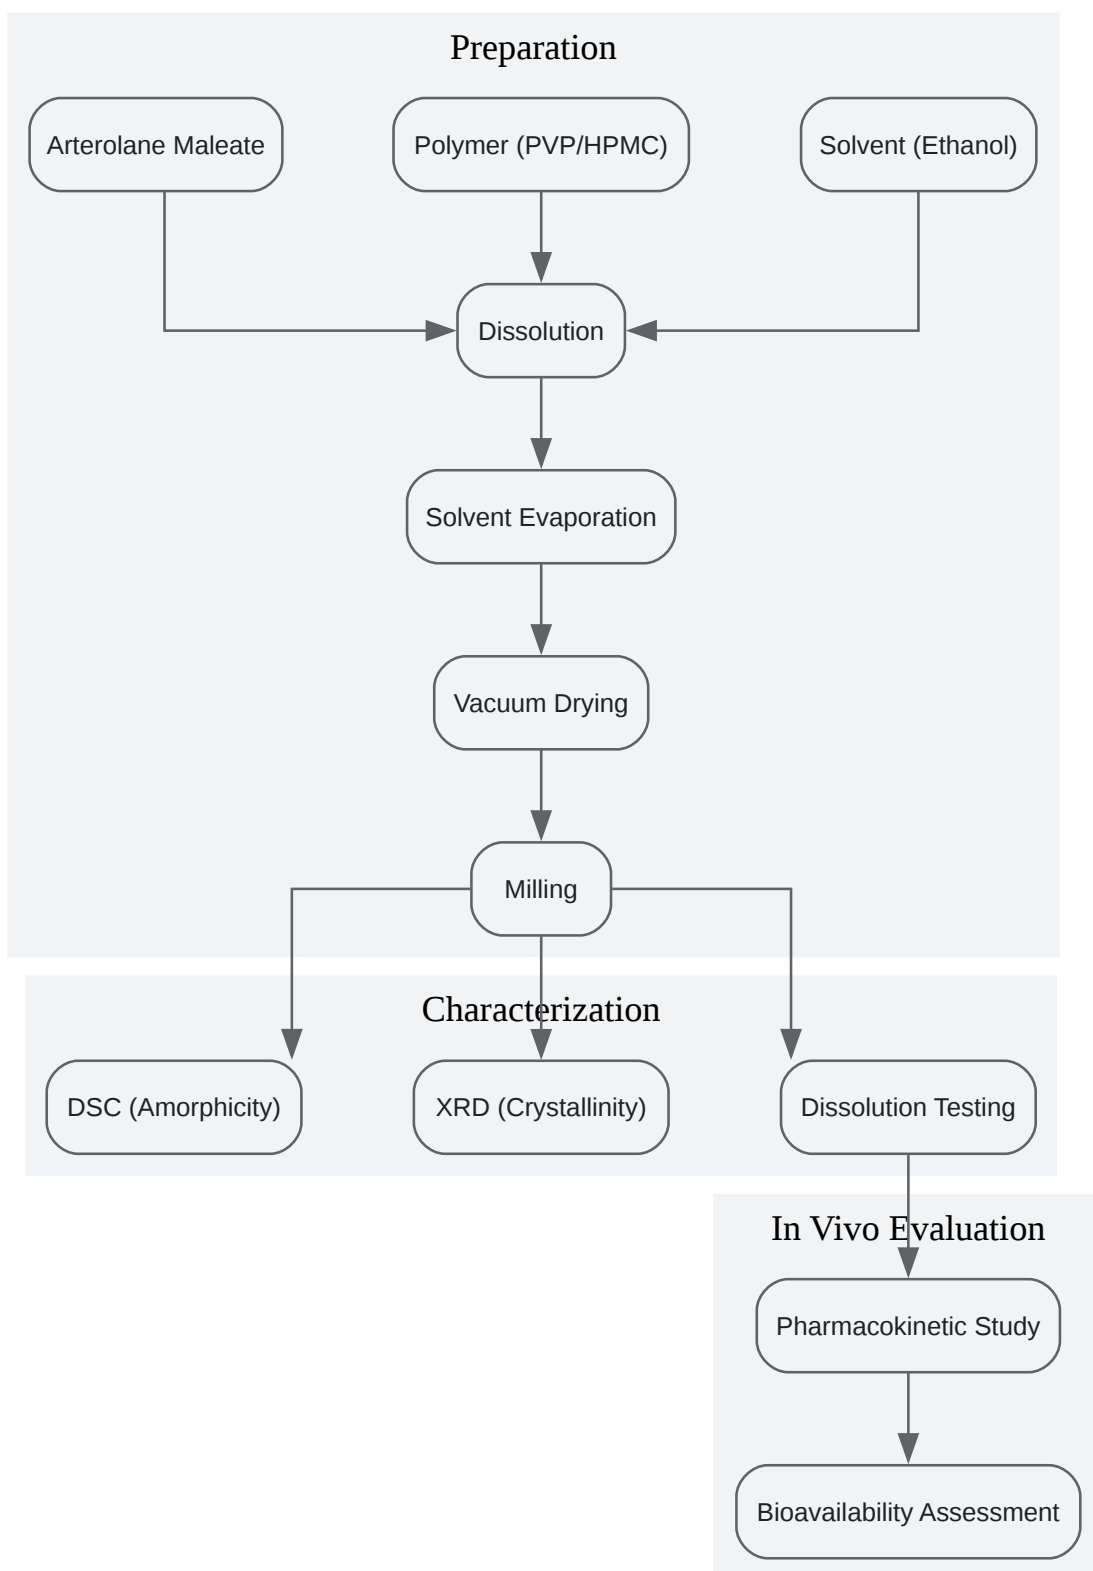 Preparation
Arterolane Maleate
Polymer (PVP/HPMC)
Solvent (Ethanol)
Dissolution
Solvent Evaporation
Vacuum Drying
Milling
Characterization
DSC (Amorphicity)
XRD (Crystallinity)
Dissolution Testing
In Vivo Evaluation
Pharmacokinetic Study
Bioavailability Assessment